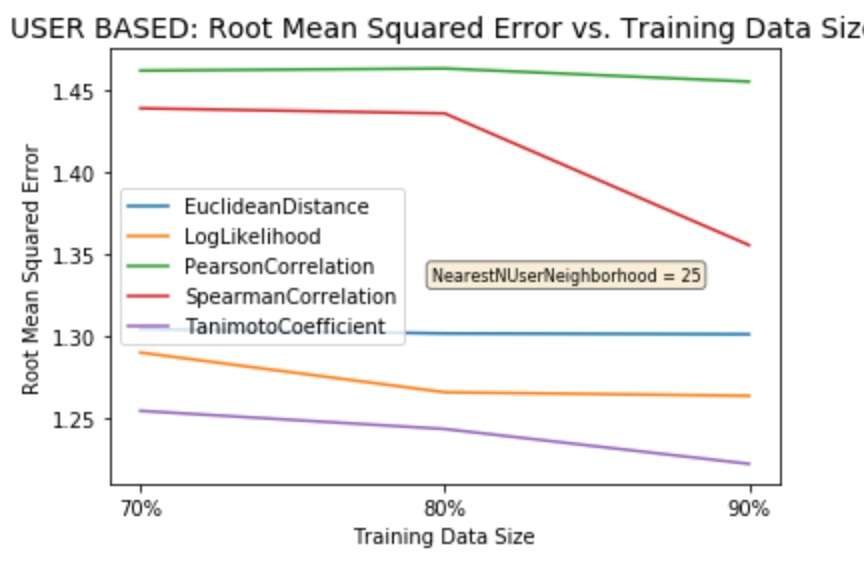 USER BASED: Root Mean Squared Error vs. Training Data Size
1.45
1.40
1.35
1.30
1.25
Root Mean Squared Error
EuclideanDistance
LogLikelihood
PearsonCorrelation
SpearmanCorrelation
TanimotoCoefficient
NearestNUserNeighborhood = 25
70% 80% 90%
Training Data Size